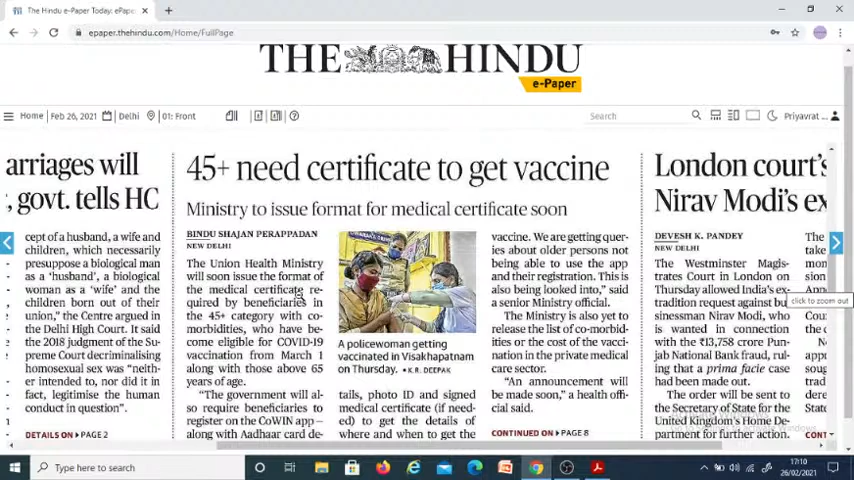 The Hindu e-Paper Today: ePape
epaper.thehindu.com/Home/FullPage
THE HINDU
e-Paper
Home
Feb 26, 2021
Delhi
01: Front
Search
Priyavrat ...
arriages will
, govt. tells HC
cept of a husband, a wife and
children, which necessarily
presuppose a biological man
as a 'husband', a biological
woman as a 'wife' and the
children born out of their
union," the Centre argued in
the Delhi High Court. It said
the 2018 judgment of the Su-
preme Court decriminalising
homosexual sex was "neith-
er intended to, nor did it in
fact, legitimise the human
conduct in question".
DETAILS ON ▸ PAGE 2
45+ need certificate to get vaccine
Ministry to issue format for medical certificate soon
BINDU SHAJAN PERAPPADAN
NEW DELHI
The Union Health Ministry
will soon issue the format of
the medical certificate re-
quired by beneficiaries in
the 45+ category with co-
morbidities, who have be-
come eligible for COVID-19
vaccination from March 1
along with those above 65
years of age.
"The government will al-
so require beneficiaries to
register on the CoWIN app —
along with Aadhaar card de-
A policewoman getting
vaccinated in Visakhapatnam
on Thursday. • K.R. DEEPAK
tails, photo ID and signed
medical certificate (if need-
ed) to get the details of
where and when to get the
vaccine. We are getting quer-
ies about older persons not
being able to use the app
and their registration. This is
also being looked into," said
a senior Ministry official.
The Ministry is also yet to
release the list of co-morbid-
ities or the cost of the vacci-
nation in the private medical
care sector.
"An announcement will
be made soon," a health offi-
cial said.
CONTINUED ON ▸ PAGE 8
London court's
Nirav Modi's ex
DEVESH K. PANDEY
NEW DELHI
The Westminster Magis-
trates Court in London on
Thursday allowed India's ex-
tradition request against bu
sinessman Nirav Modi, who
is wanted in connection
with the ₹13,758 crore Pun-
jab National Bank fraud, rul-
ing that a prima facie case
had been made out.
The order will be sent to
the Secretary of State for the
United Kingdom's Home De-
partment for further action.
The
take
mor
sion
App
Cou
the c
N
app
sout
trad
dere
Stat
CONT
click to zoom out
Type here to search
17:10
26/02/2021